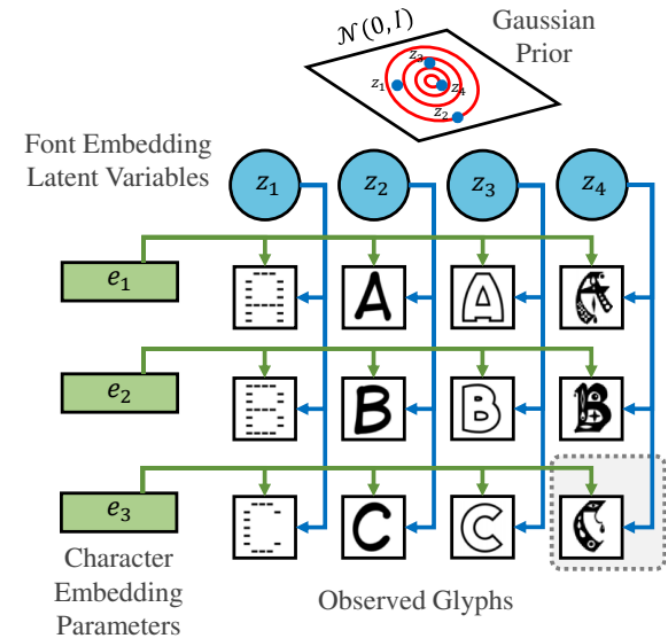 𝒩(0, I)
Gaussian
Prior
z₃
z₁
z₄
z₂
Font Embedding
Latent Variables
z₁ z₂ z₃ z₄
e₁
A A A A
e₂
B B B B
e₃
C C C C
Character
Embedding
Parameters
Observed Glyphs